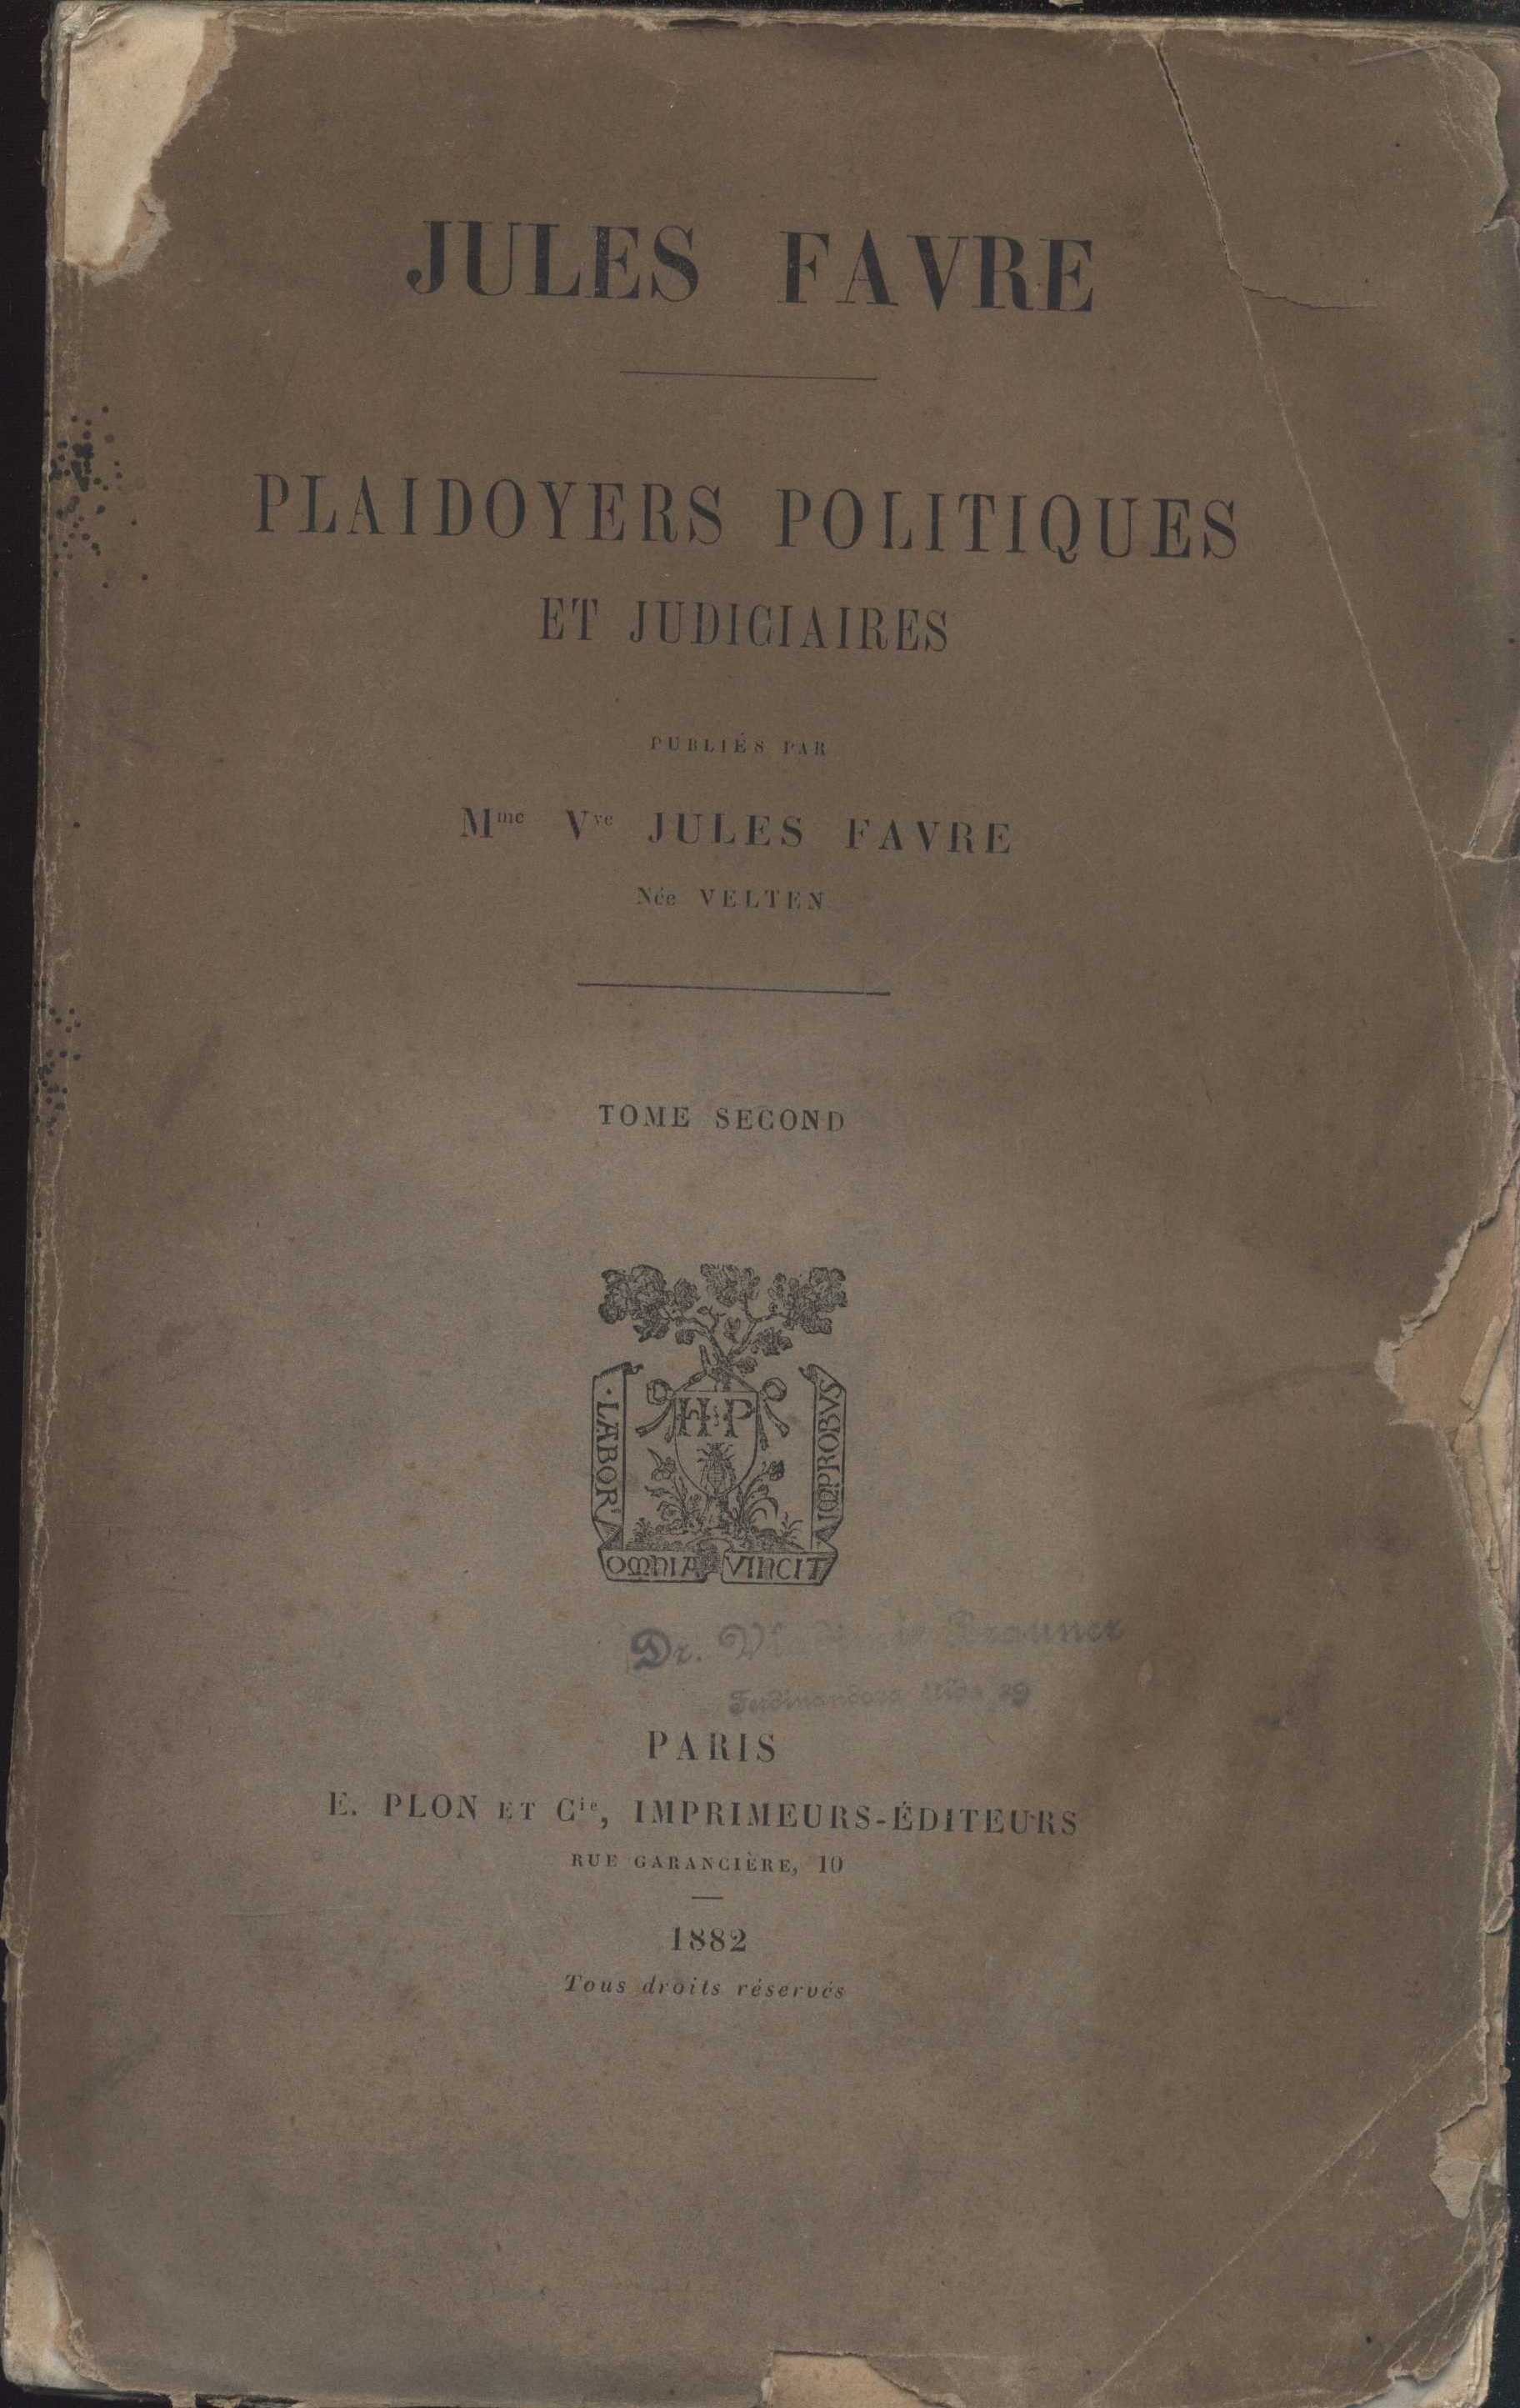 JULES FAVRE
PLAIDOYERS POLITIQUES
ET JUDICIAIRES
PUBLIÉS PAR
Mme Vve JULES FAVRE
Née VELTEN
TOME SECOND
H P
·LABOR·
IMPROBVS
OMNIA VINCIT
Dr.
PARIS
E. PLON ET Cie, IMPRIMEURS-ÉDITEURS
RUE GARANCIÈRE, 10
1882
Tous droits réservés